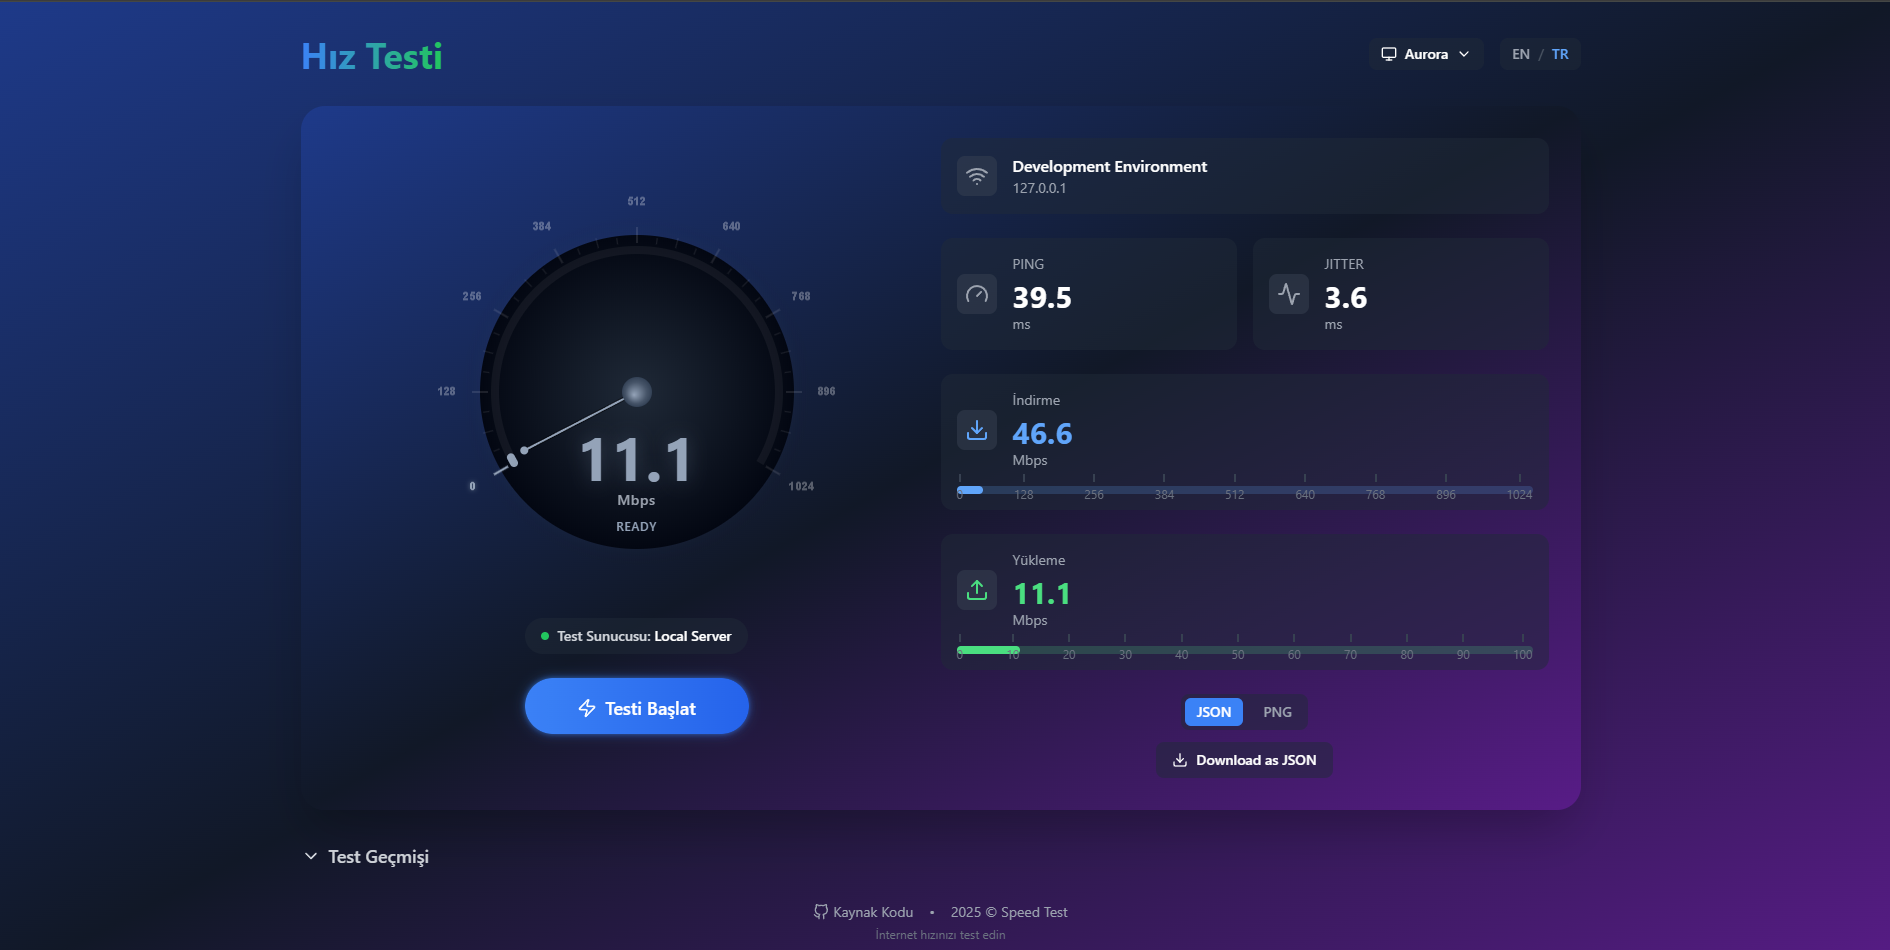 Hız Testi
Aurora
EN / TR
512
384
640
256
768
128
896
0
1024
11.1
Mbps
READY
Test Sunucusu: Local Server
Testi Başlat
Development Environment
127.0.0.1
PING
39.5
ms
JITTER
3.6
ms
İndirme
46.6
Mbps
0 128 256 384 512 640 768 896 1024
Yükleme
11.1
Mbps
0 10 20 30 40 50 60 70 80 90 100
JSON PNG
Download as JSON
Test Geçmişi
Kaynak Kodu • 2025 © Speed Test
İnternet hızınızı test edin